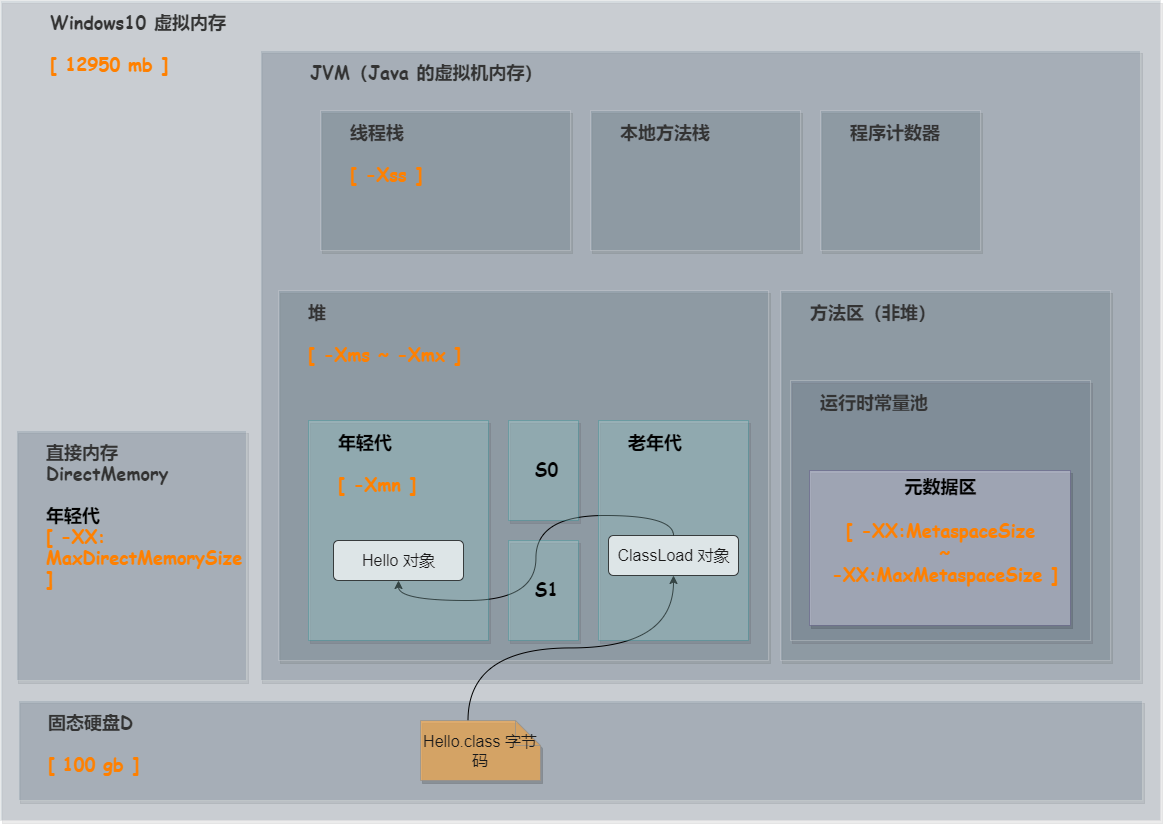 Windows10 虚拟内存
[ 12950 mb ]
JVM（Java 的虚拟机内存）
线程栈
[ -Xss ]
本地方法栈
程序计数器
堆
[ -Xms ~ -Xmx ]
方法区（非堆）
运行时常量池
年轻代
[ -Xmn ]
S0
老年代
直接内存
DirectMemory
年轻代
[ -XX:
MaxDirectMemorySize
]
元数据区
[ -XX:MetaspaceSize
~
-XX:MaxMetaspaceSize ]
Hello 对象
S1
ClassLoad 对象
固态硬盘D
[ 100 gb ]
Hello.class 字节
码